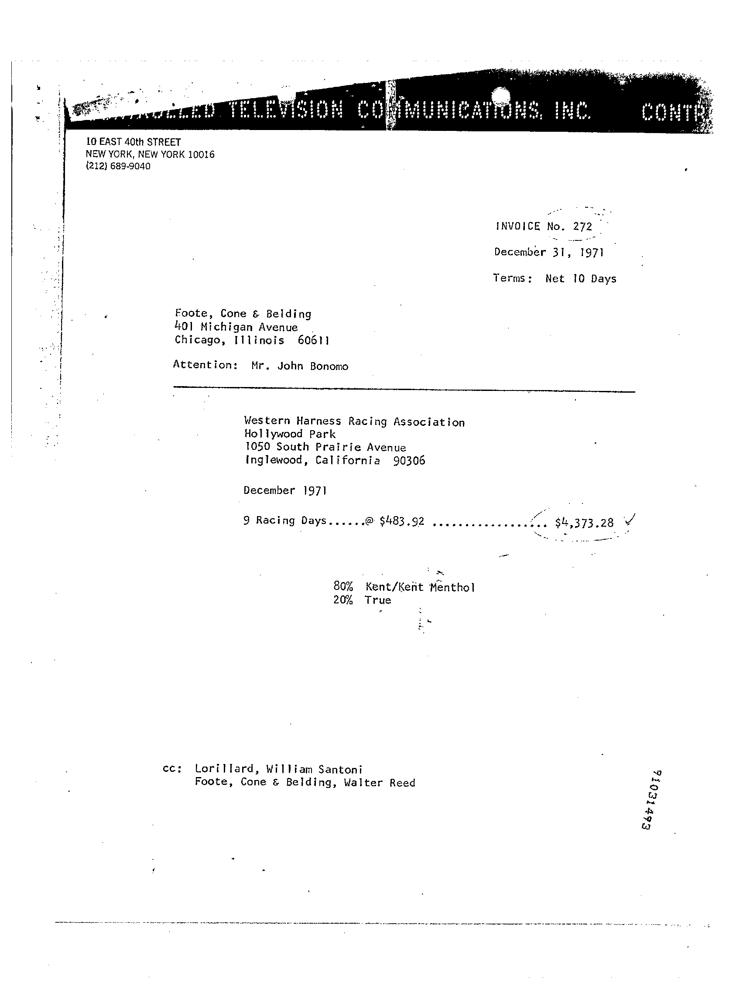 TELEVISION COMMUNICATIONS, INC. CONTR
10 EAST 40th STREET
NEW YORK, NEW YORK 10016
(212) 689-9040
INVOICE No. 272
December 31, 1971
Terms: Net 10 Days
Foote, Cone & Belding
401 Michigan Avenue
Chicago, Illinois 60611
Attention: Mr. John Bonomo
Western Harness Racing Association
Hollywood Park
1050 South Prairie Avenue
Inglewood, California 90306
December 1971
9 Racing Days......@ $483.92 .................. $4,373.28 ✓
80% Kent/Kent Menthol
20% True
cc: Lorillard, William Santoni
Foote, Cone & Belding, Walter Reed
91031493